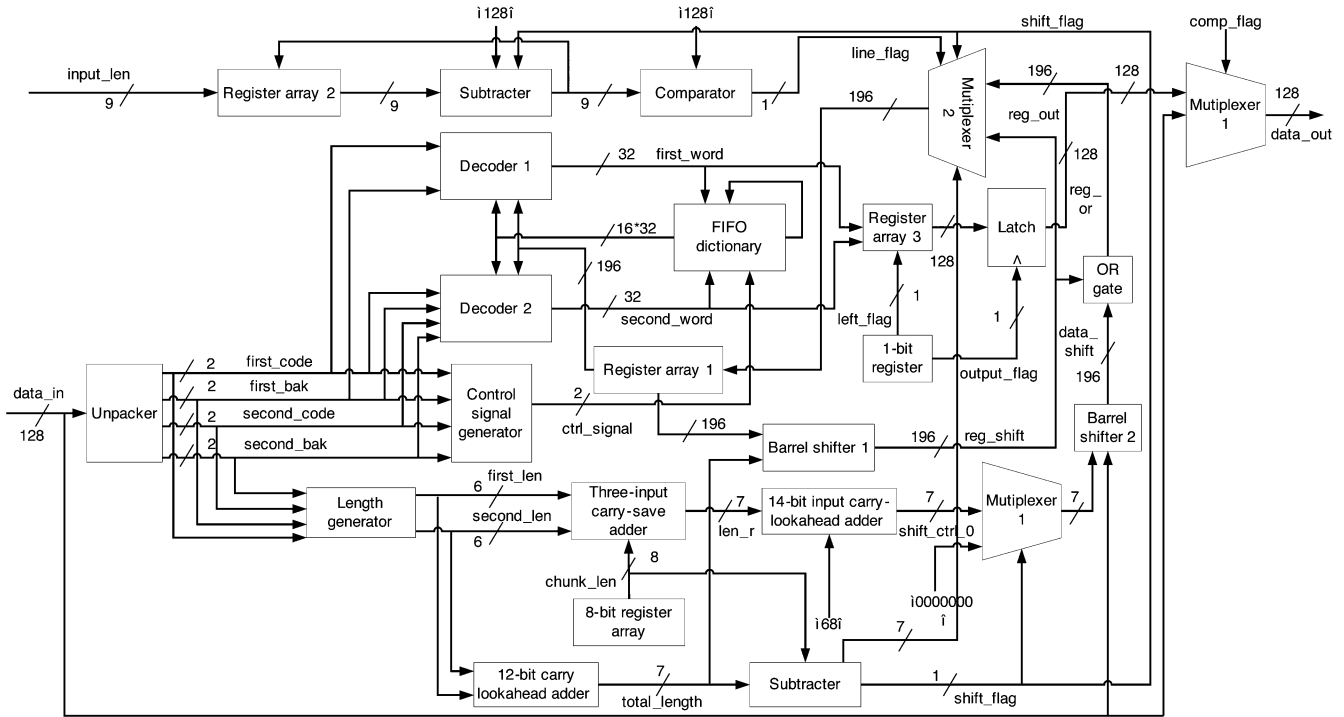 ì128î
ì128î
shift_flag
comp_flag
input_len
9
Register array 2
9
Subtracter
9
Comparator
1
line_flag
Mutiplexer
2
196
128
Mutiplexer
1
128
data_out
196
reg_out
128
reg_
or
Decoder 1
32
first_word
FIFO
dictionary
16*32
196
Register
array 3
128
Latch
OR
gate
Decoder 2
32
second_word
left_flag
1
1
1-bit
register
output_flag
data_
shift
196
Register array 1
data_in
128
Unpacker
2
first_code
2
first_bak
2
second_code
2
second_bak
Control
signal
generator
2
ctrl_signal
196
Barrel shifter 1
196
reg_shift
Barrel
shifter 2
Length
generator
6
first_len
second_len
6
Three-input
carry-save
adder
7
len_r
14-bit input carry-
lookahead adder
7
shift_ctrl_0
Mutiplexer
1
7
chunk_len
8
8-bit register
array
ì68î
ì0000000
î
7
12-bit carry
lookahead adder
7
total_length
Subtracter
1
shift_flag